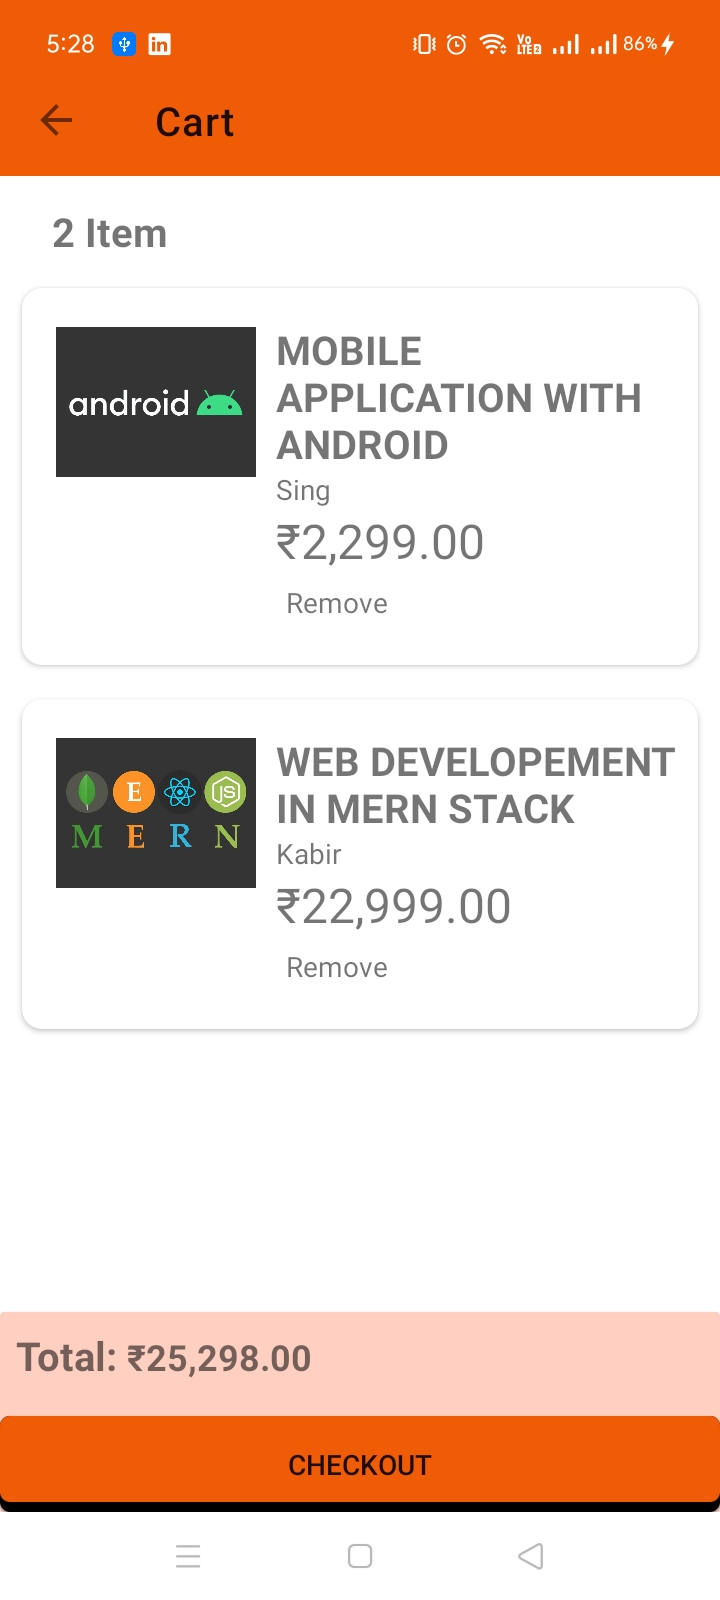 5:28 in Vo LTE2 86%
Cart
2 Item
android
MOBILE
APPLICATION WITH
ANDROID
Sing
₹2,299.00
Remove
E JS
M E R N
WEB DEVELOPEMENT
IN MERN STACK
Kabir
₹22,999.00
Remove
Total: ₹25,298.00
CHECKOUT